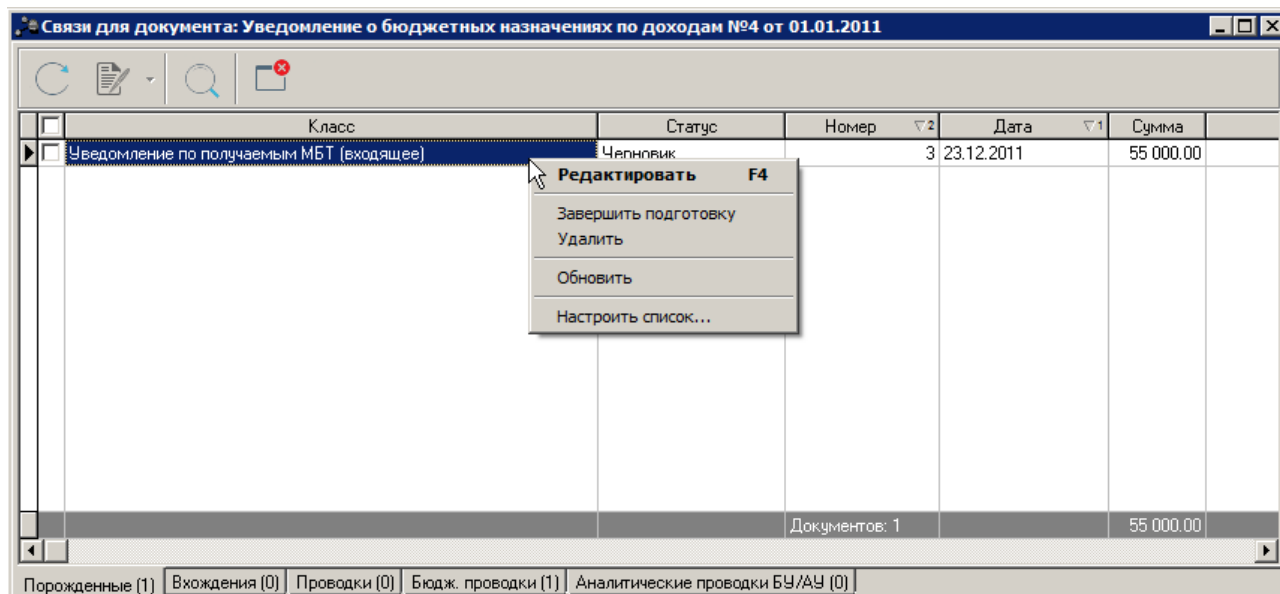 Связи для документа: Уведомление о бюджетных назначениях по доходам №4 от 01.01.2011
Класс Статус Номер 2 Дата 1 Сумма
Уведомление по получаемым МБТ (входящее) Черновик 3 23.12.2011 55 000.00
Редактировать F4
Завершить подготовку
Удалить
Обновить
Настроить список...
Документов: 1 55 000.00
Порожденные (1) Вхождения (0) Проводки (0) Бюдж. проводки (1) Аналитические проводки БУ/АУ (0)